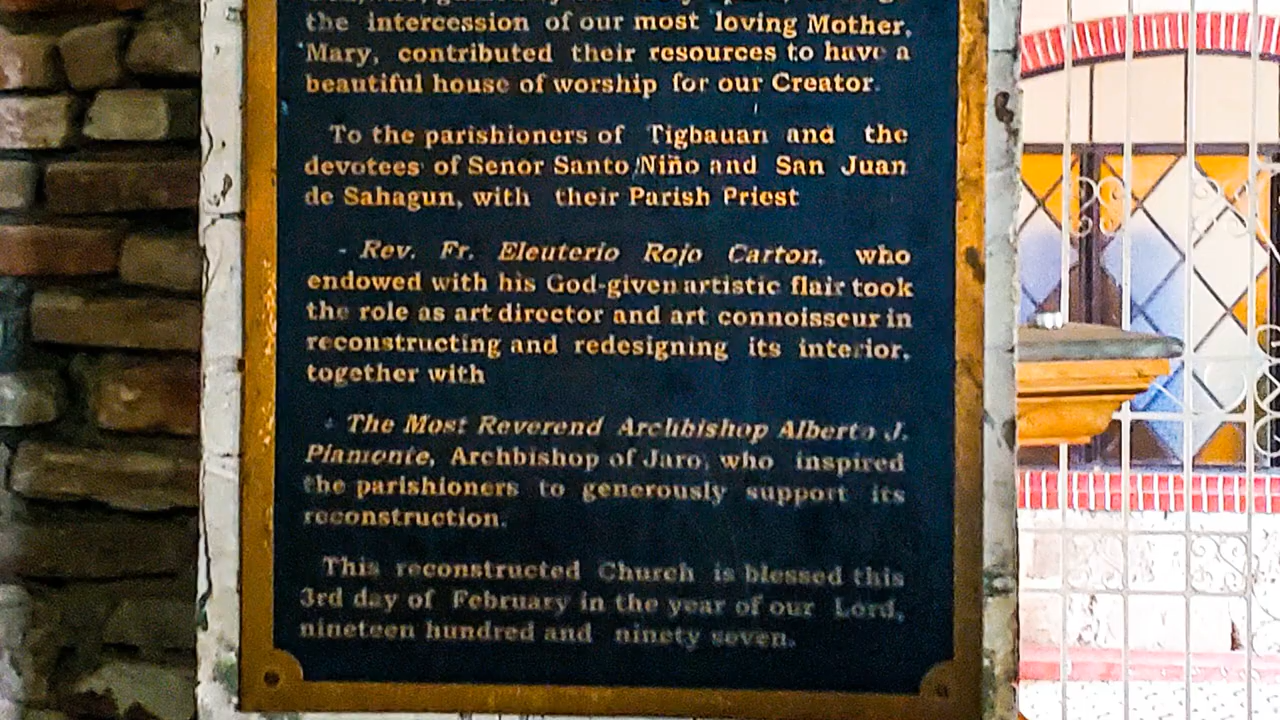 the intercession of our most loving Mother,
Mary, contributed their resources to have a
beautiful house of worship for our Creator.
To the parishioners of Tigbauan and the
devotees of Senor Santo Niño and San Juan
de Sahagun, with their Parish Priest
- Rev. Fr. Eleuterio Rojo Carton, who
endowed with his God-given artistic flair took
the role as art director and art connoisseur in
reconstructing and redesigning its interior,
together with
- The Most Reverend Archbishop Alberto J.
Piamonte, Archbishop of Jaro, who inspired
the parishioners to generously support its
reconstruction.
This reconstructed Church is blessed this
3rd day of February in the year of our Lord,
nineteen hundred and ninety seven.